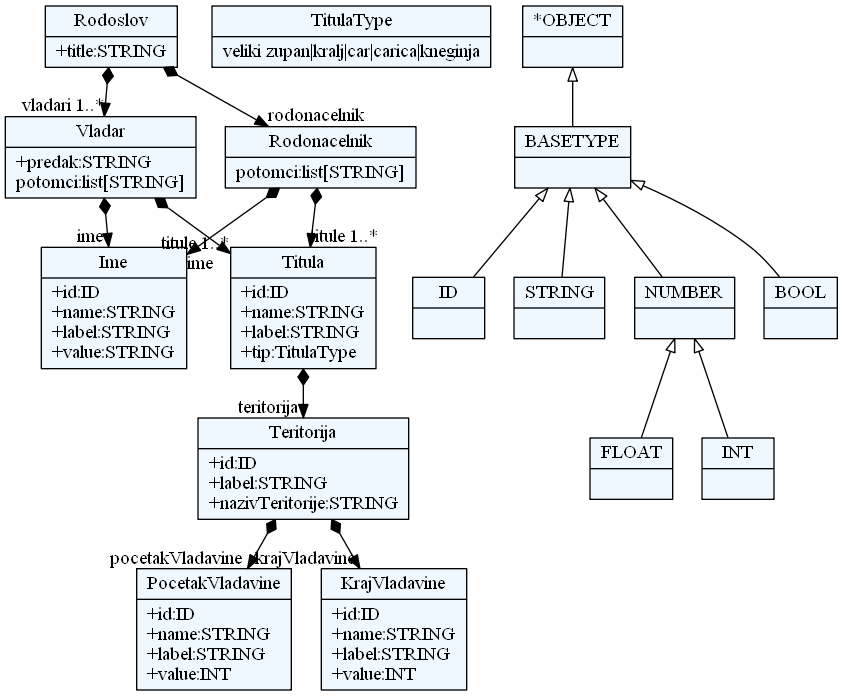 Rodoslov
+title:STRING
TitulaType
veliki zupan|kralj|car|carica|kneginja
*OBJECT
vladari 1..*
rodonacelnik
Vladar
+predak:STRING
potomci:list[STRING]
Rodonacelnik
potomci:list[STRING]
BASETYPE
ime
titule 1..*
ime
titule 1..*
Ime
+id:ID
+name:STRING
+label:STRING
+value:STRING
Titula
+id:ID
+name:STRING
+label:STRING
+tip:TitulaType
ID
STRING
NUMBER
BOOL
teritorija
Teritorija
+id:ID
+label:STRING
+nazivTeritorije:STRING
FLOAT
INT
pocetakVladavine
krajVladavine
PocetakVladavine
+id:ID
+name:STRING
+label:STRING
+value:INT
KrajVladavine
+id:ID
+name:STRING
+label:STRING
+value:INT